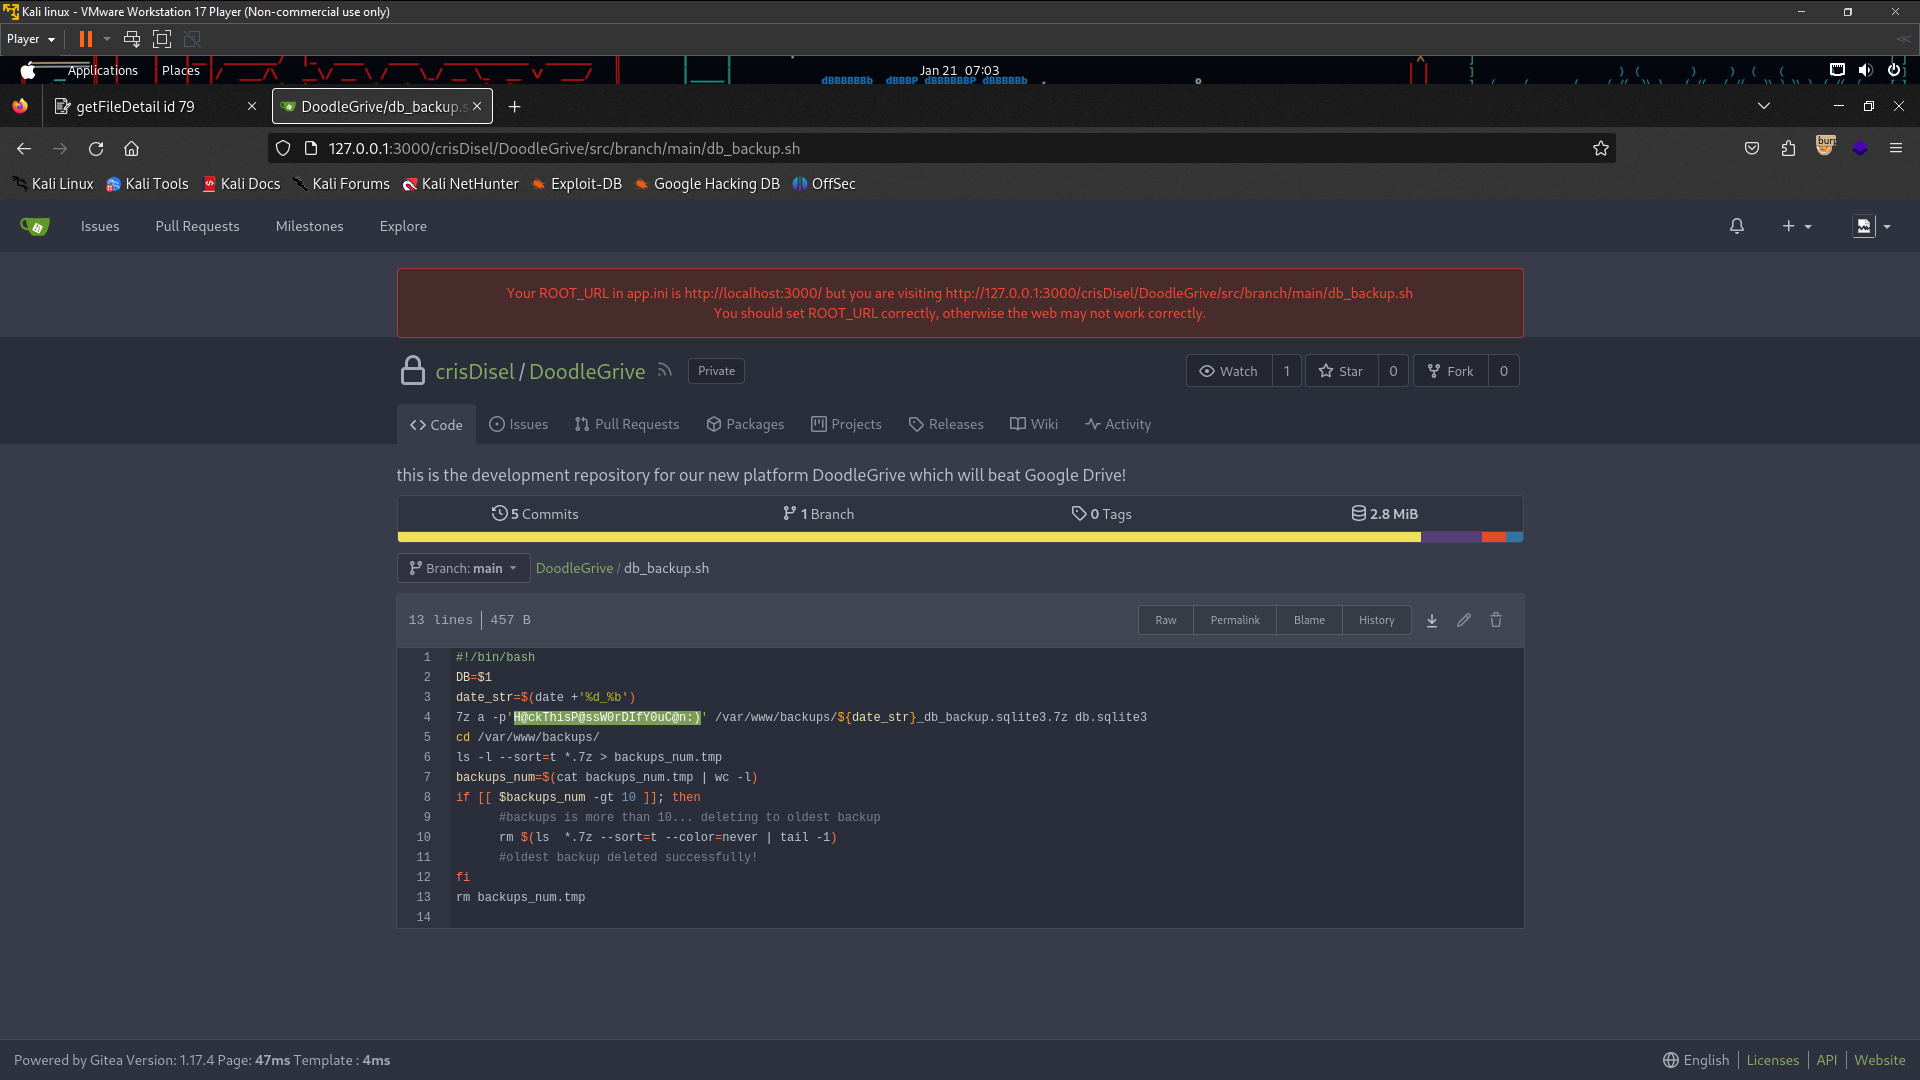 Kali linux - VMware Workstation 17 Player (Non-commercial use only)
Player
Applications Places Jan 21 07:03
getFileDetail id 79 DoodleGrive/db_backup.s
127.0.0.1:3000/crisDisel/DoodleGrive/src/branch/main/db_backup.sh
Kali Linux Kali Tools Kali Docs Kali Forums Kali NetHunter Exploit-DB Google Hacking DB OffSec
Issues Pull Requests Milestones Explore
Your ROOT_URL in app.ini is http://localhost:3000/ but you are visiting http://127.0.0.1:3000/crisDisel/DoodleGrive/src/branch/main/db_backup.sh
You should set ROOT_URL correctly, otherwise the web may not work correctly.
crisDisel / DoodleGrive Private Watch 1 Star 0 Fork 0
Code Issues Pull Requests Packages Projects Releases Wiki Activity
this is the development repository for our new platform DoodleGrive which will beat Google Drive!
5 Commits 1 Branch 0 Tags 2.8 MiB
Branch: main DoodleGrive / db_backup.sh
13 lines 457 B Raw Permalink Blame History
1 #!/bin/bash
2 DB=$1
3 date_str=$(date +'%d_%b')
4 7z a -p'H@ckThisP@ssW0rDIfY0uC@n:)' /var/www/backups/${date_str}_db_backup.sqlite3.7z db.sqlite3
5 cd /var/www/backups/
6 ls -l --sort=t *.7z > backups_num.tmp
7 backups_num=$(cat backups_num.tmp | wc -l)
8 if [[ $backups_num -gt 10 ]]; then
9 #backups is more than 10... deleting to oldest backup
10 rm $(ls  *.7z --sort=t --color=never | tail -1)
11 #oldest backup deleted successfully!
12 fi
13 rm backups_num.tmp
14
Powered by Gitea Version: 1.17.4 Page: 47ms Template : 4ms English Licenses API Website